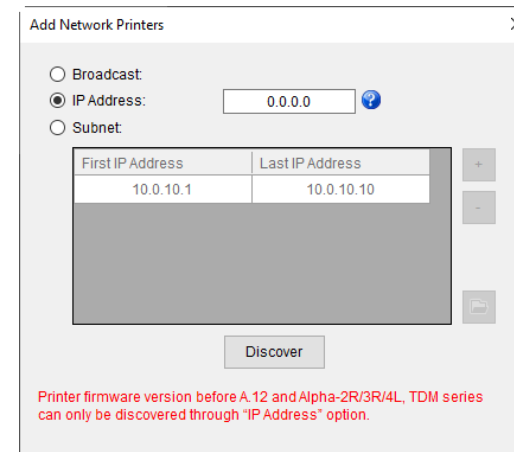 Add Network Printers
Broadcast:
IP Address: 0.0.0.0 ?
Subnet:
First IP Address Last IP Address
10.0.10.1 10.0.10.10
+
-
Discover
Printer firmware version before A.12 and Alpha-2R/3R/4L, TDM series
can only be discovered through “IP Address” option.